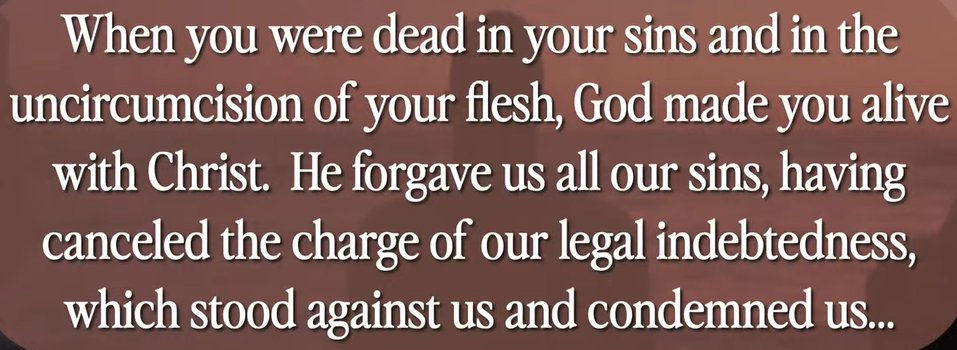 When you were dead in your sins and in the
uncircumcision of your flesh, God made you alive
with Christ.  He forgave us all our sins, having
canceled the charge of our legal indebtedness,
which stood against us and condemned us...